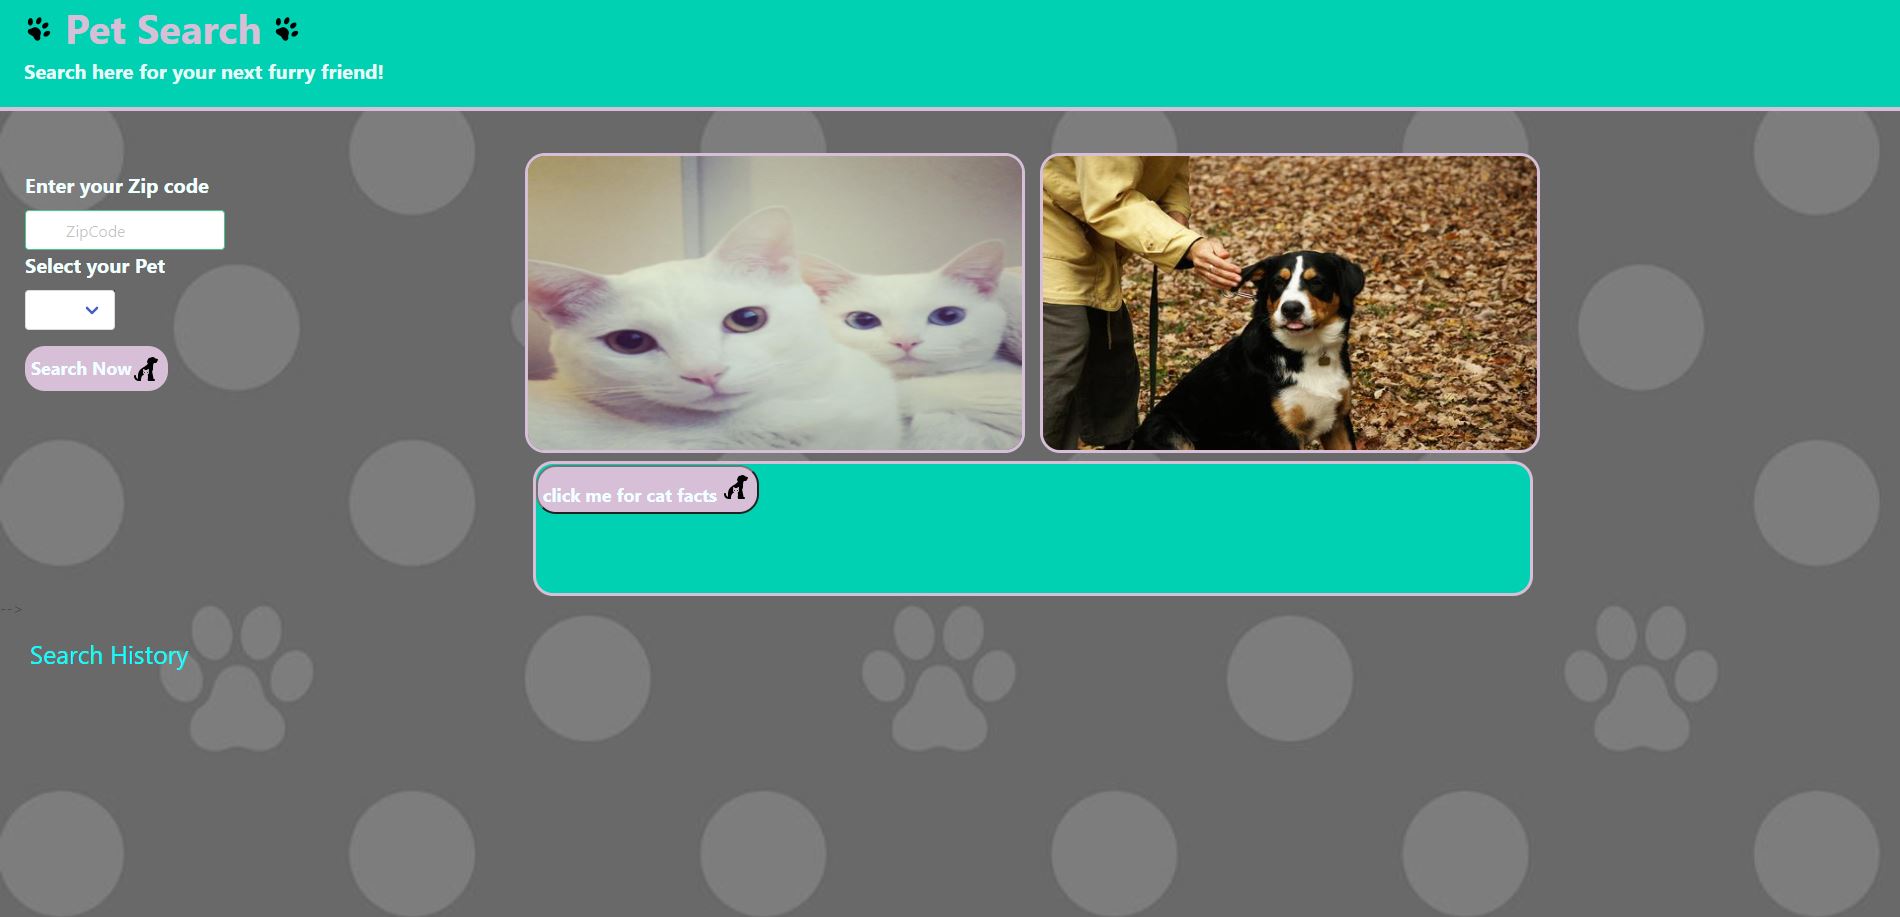 Pet Search
Search here for your next furry friend!
Enter your Zip code
ZipCode
Select your Pet
Search Now
click me for cat facts
-->
Search History